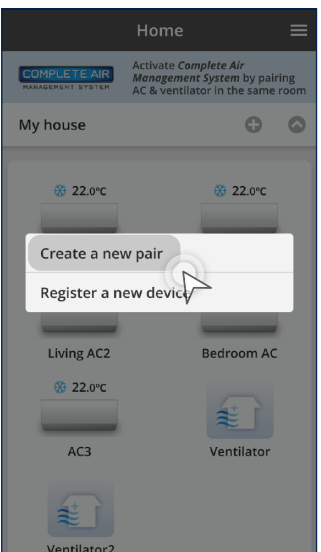 Home
COMPLETE AIR
MANAGEMENT SYSTEM
Activate Complete Air
Management System by pairing
AC & ventilator in the same room
My house
22.0°C 22.0°C
Create a new pair
Register a new device
Living AC2 Bedroom AC
22.0°C
AC3 Ventilator
Ventilator2